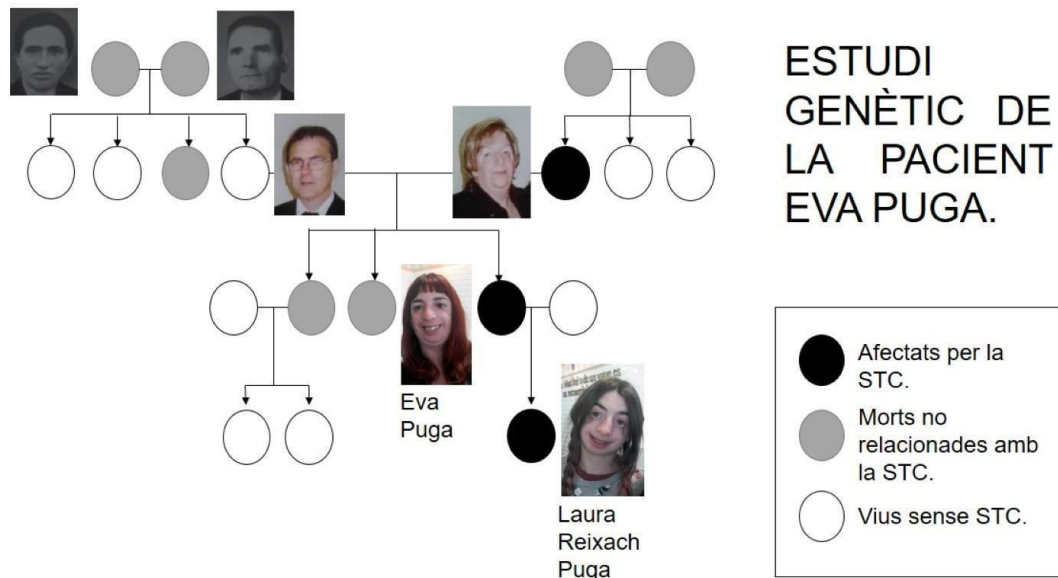 ESTUDI
GENÈTIC DE
LA PACIENT
EVA PUGA.
Eva
Puga
Laura
Reixach
Puga
Afectats per la
STC.
Morts no
relacionades amb
la STC.
Vius sense STC.